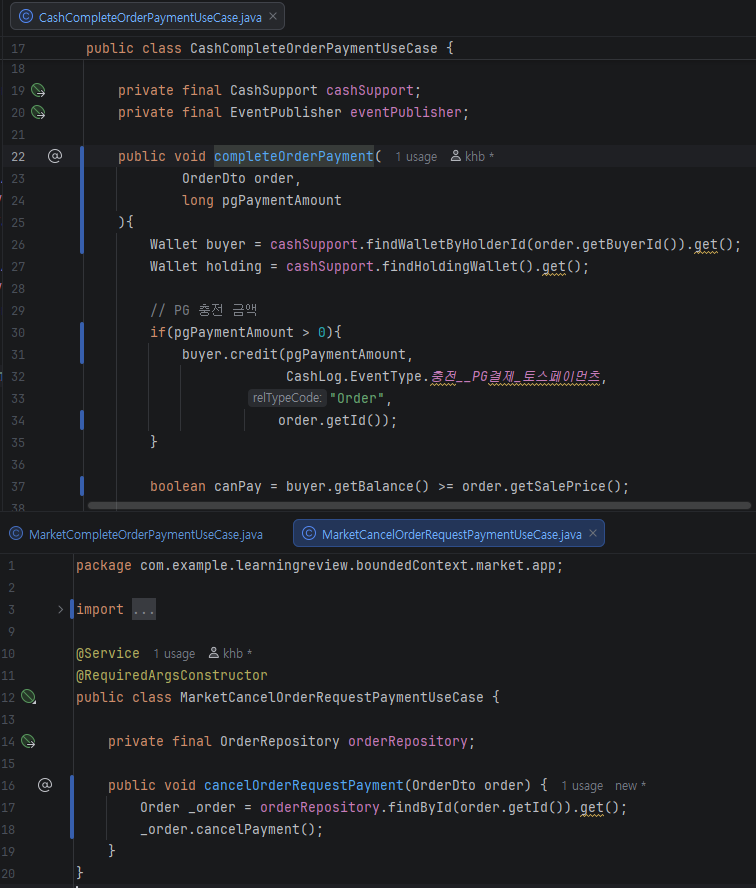 CashCompleteOrderPaymentUseCase.java
17 public class CashCompleteOrderPaymentUseCase {
18
19 private final CashSupport cashSupport;
20 private final EventPublisher eventPublisher;
21
22 public void completeOrderPayment( 1 usage khb *
23 OrderDto order,
24 long pgPaymentAmount
25 ){
26 Wallet buyer = cashSupport.findWalletByHolderId(order.getBuyerId()).get();
27 Wallet holding = cashSupport.findHoldingWallet().get();
28
29 // PG 충전 금액
30 if(pgPaymentAmount > 0){
31 buyer.credit(pgPaymentAmount,
32 CashLog.EventType.충전__PG결제_토스페이먼츠,
33 relTypeCode: "Order",
34 order.getId());
35 }
36
37 boolean canPay = buyer.getBalance() >= order.getSalePrice();
38
MarketCompleteOrderPaymentUseCase.java MarketCancelOrderRequestPaymentUseCase.java
1 package com.example.learningreview.boundedContext.market.app;
2
3 import ...
9
10 @Service 1 usage khb *
11 @RequiredArgsConstructor
12 public class MarketCancelOrderRequestPaymentUseCase {
13
14 private final OrderRepository orderRepository;
15
16 public void cancelOrderRequestPayment(OrderDto order) { 1 usage new *
17 Order _order = orderRepository.findById(order.getId()).get();
18 _order.cancelPayment();
19 }
20 }